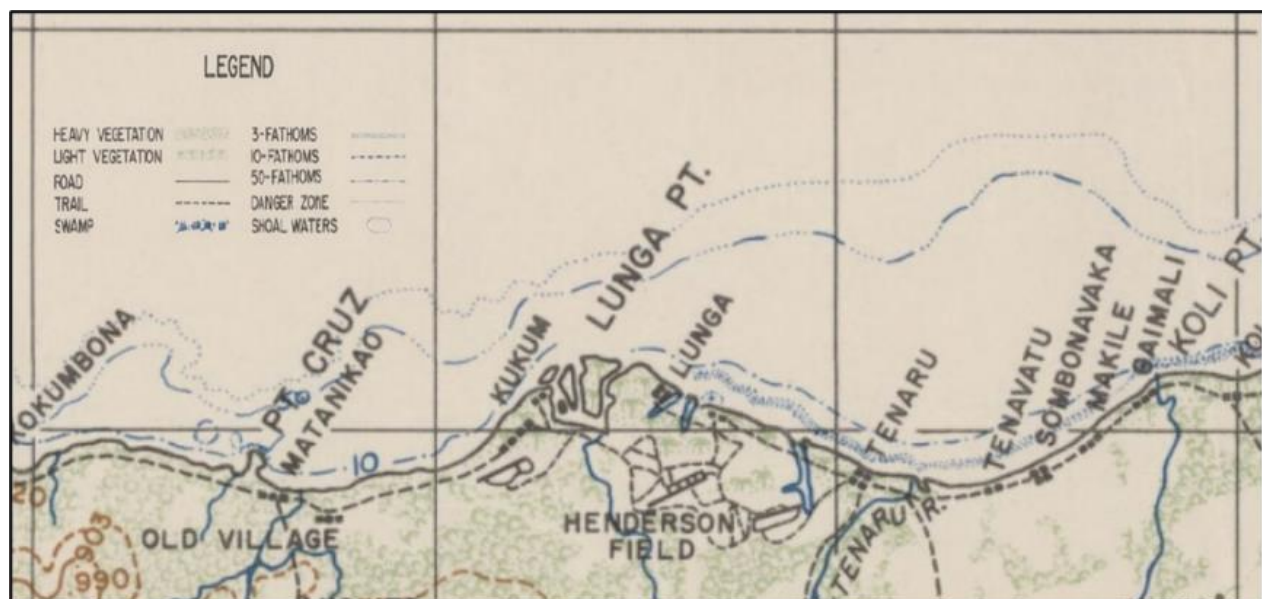 LEGEND
HEAVY VEGETATION
LIGHT VEGETATION
ROAD
TRAIL
SWAMP
3-FATHOMS
10-FATHOMS
50-FATHOMS
DANGER ZONE
SHOAL WATERS
OKUMBONA
PT. CRUZ
MATANIKAO
KUKUM
LUNGA PT.
LUNGA
TENARU
TENAVATU
SOMBONAVAKA
MAKILE
GAIMALI
KOLI PT
10
20
903
990
OLD VILLAGE
HENDERSON
FIELD
TENARU R.